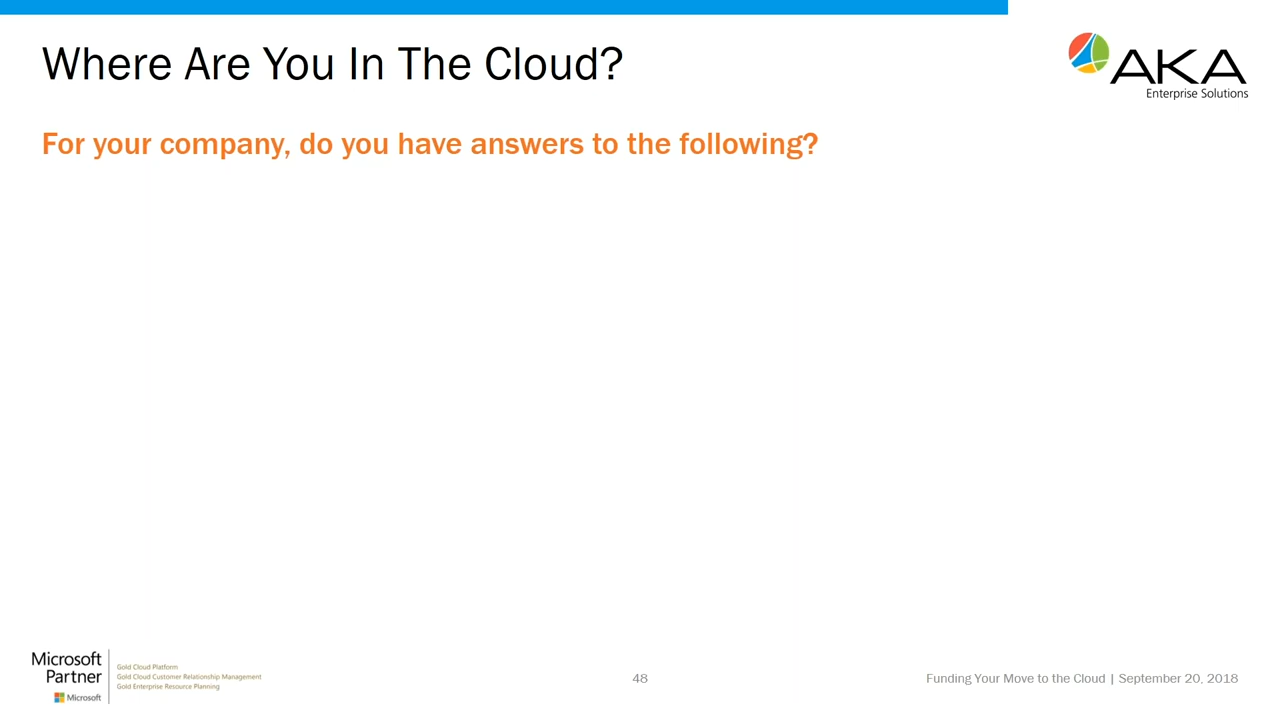 Where Are You In The Cloud?
AKA
Enterprise Solutions
For your company, do you have answers to the following?
Microsoft
Partner
Microsoft
Gold Cloud Platform
Gold Cloud Customer Relationship Management
Gold Enterprise Resource Planning
48
Funding Your Move to the Cloud | September 20, 2018